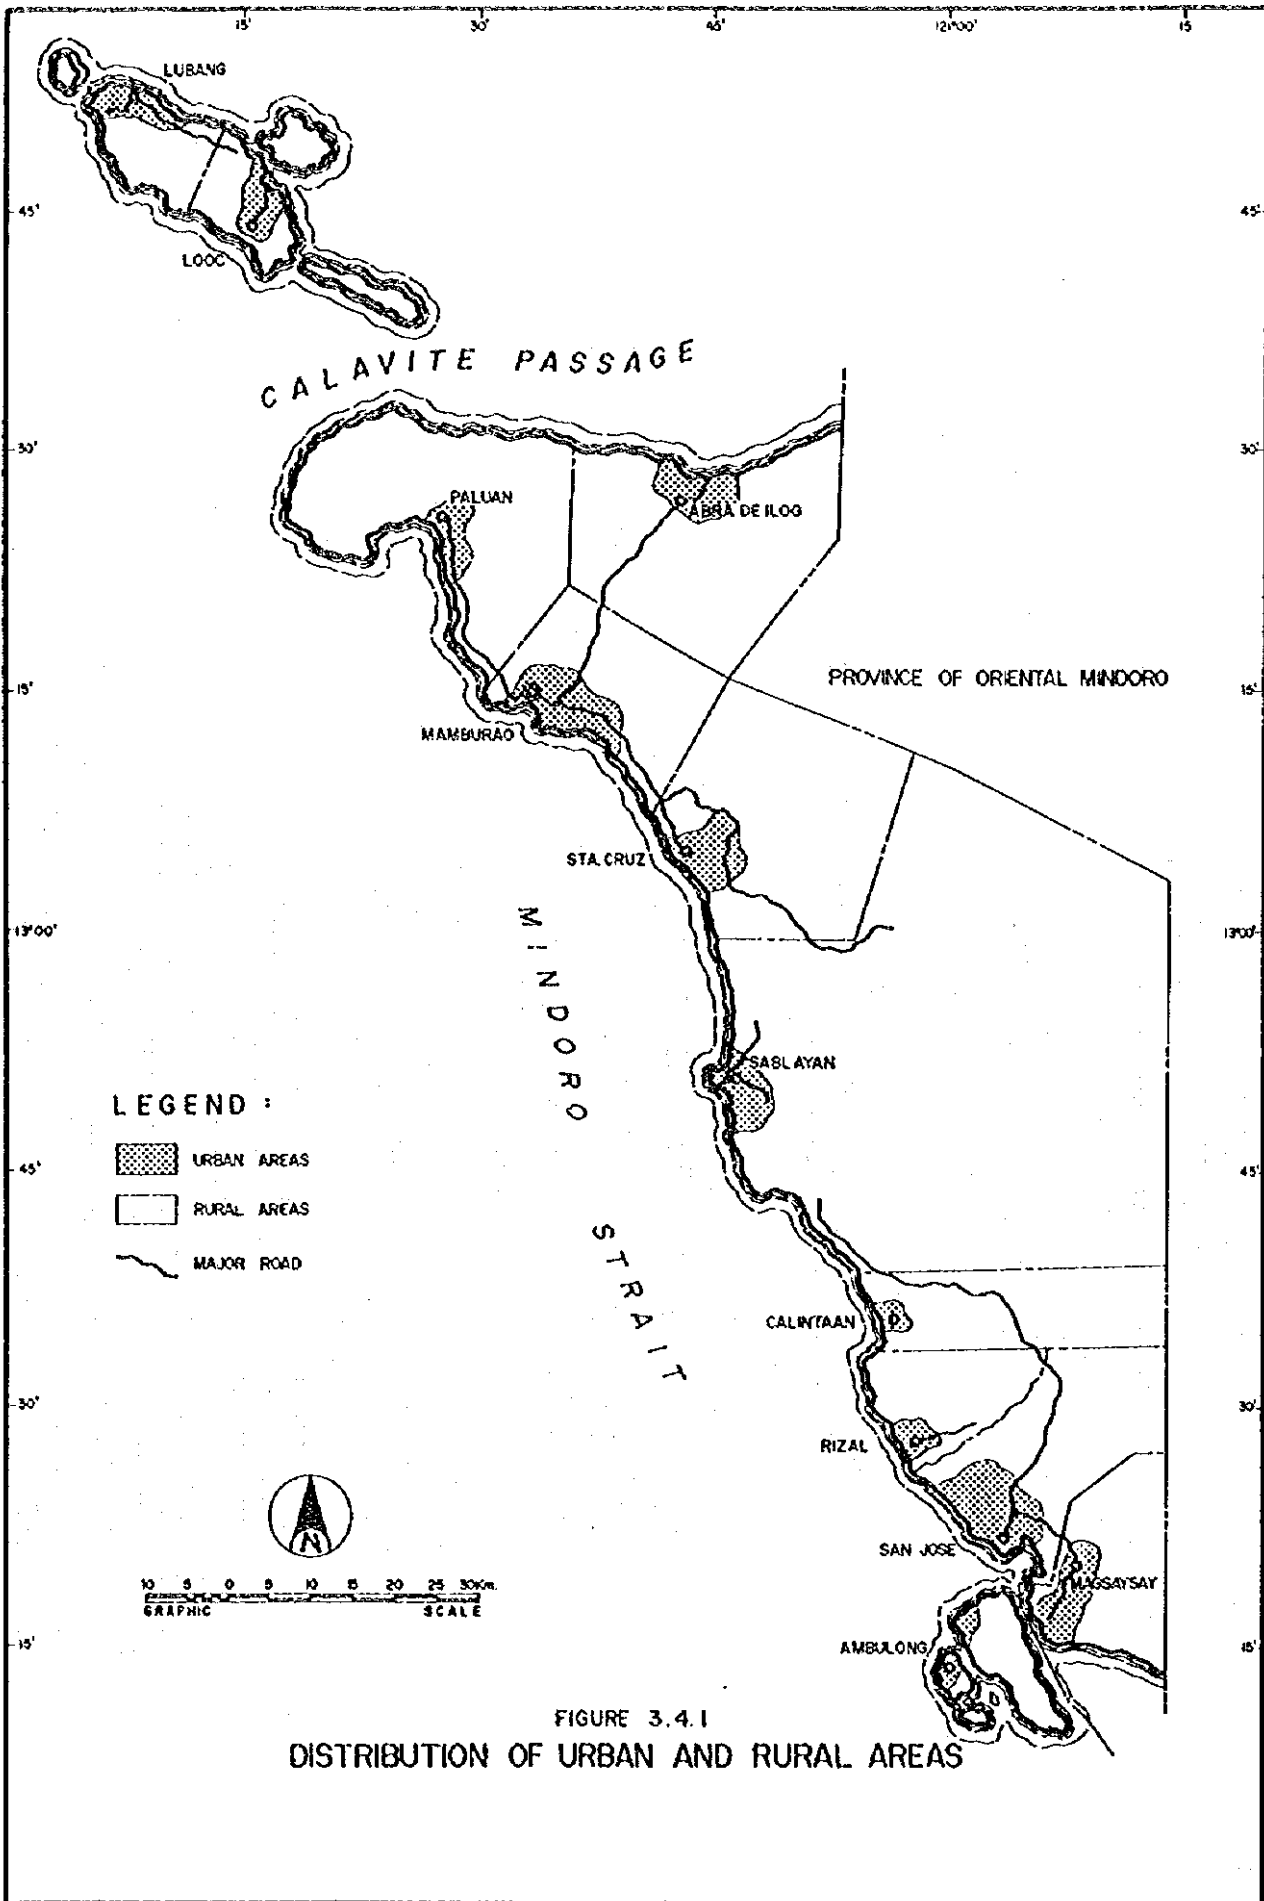 15' 30' 45' 121°00' 15
LUBANG
45' 45'
LOOC
CALAVITE PASSAGE
30' 30'
PALUAN
ABRA DE ILOG
PROVINCE OF ORIENTAL MINDORO
15' 15'
MAMBURAO
STA. CRUZ
13°00' 13°00'
MINDORO STRAIT
SABLAYAN
LEGEND :
URBAN AREAS
45' 45'
RURAL AREAS
MAJOR ROAD
CALINTAAN
30' 30'
RIZAL
N
SAN JOSE
MAGSAYSAY
10 5 0 5 10 15 20 25 30Km.
GRAPHIC SCALE
15' 15'
AMBULONG
FIGURE 3.4.1
DISTRIBUTION OF URBAN AND RURAL AREAS